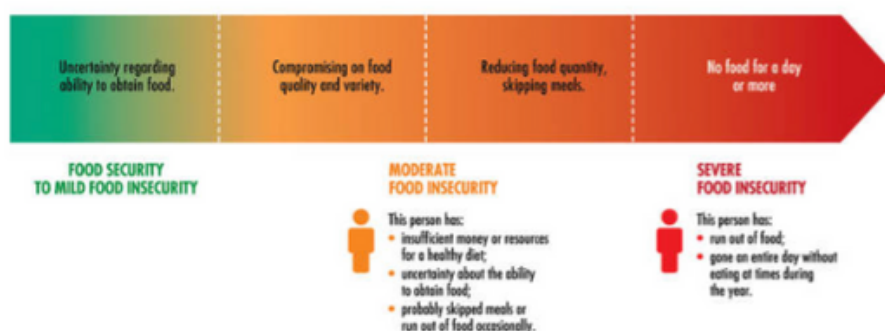 Uncertainty regarding
ability to obtain food.
Compromising on food
quality and variety.
Reducing food quantity,
skipping meals.
No food for a day
or more
FOOD SECURITY
TO MILD FOOD INSECURITY
MODERATE
FOOD INSECURITY
This person has:
• insufficient money or resources
for a healthy diet;
• uncertainty about the ability
to obtain food;
• probably skipped meals or
run out of food occasionally.
SEVERE
FOOD INSECURITY
This person has:
• run out of food;
• gone an entire day without
eating at times during
the year.